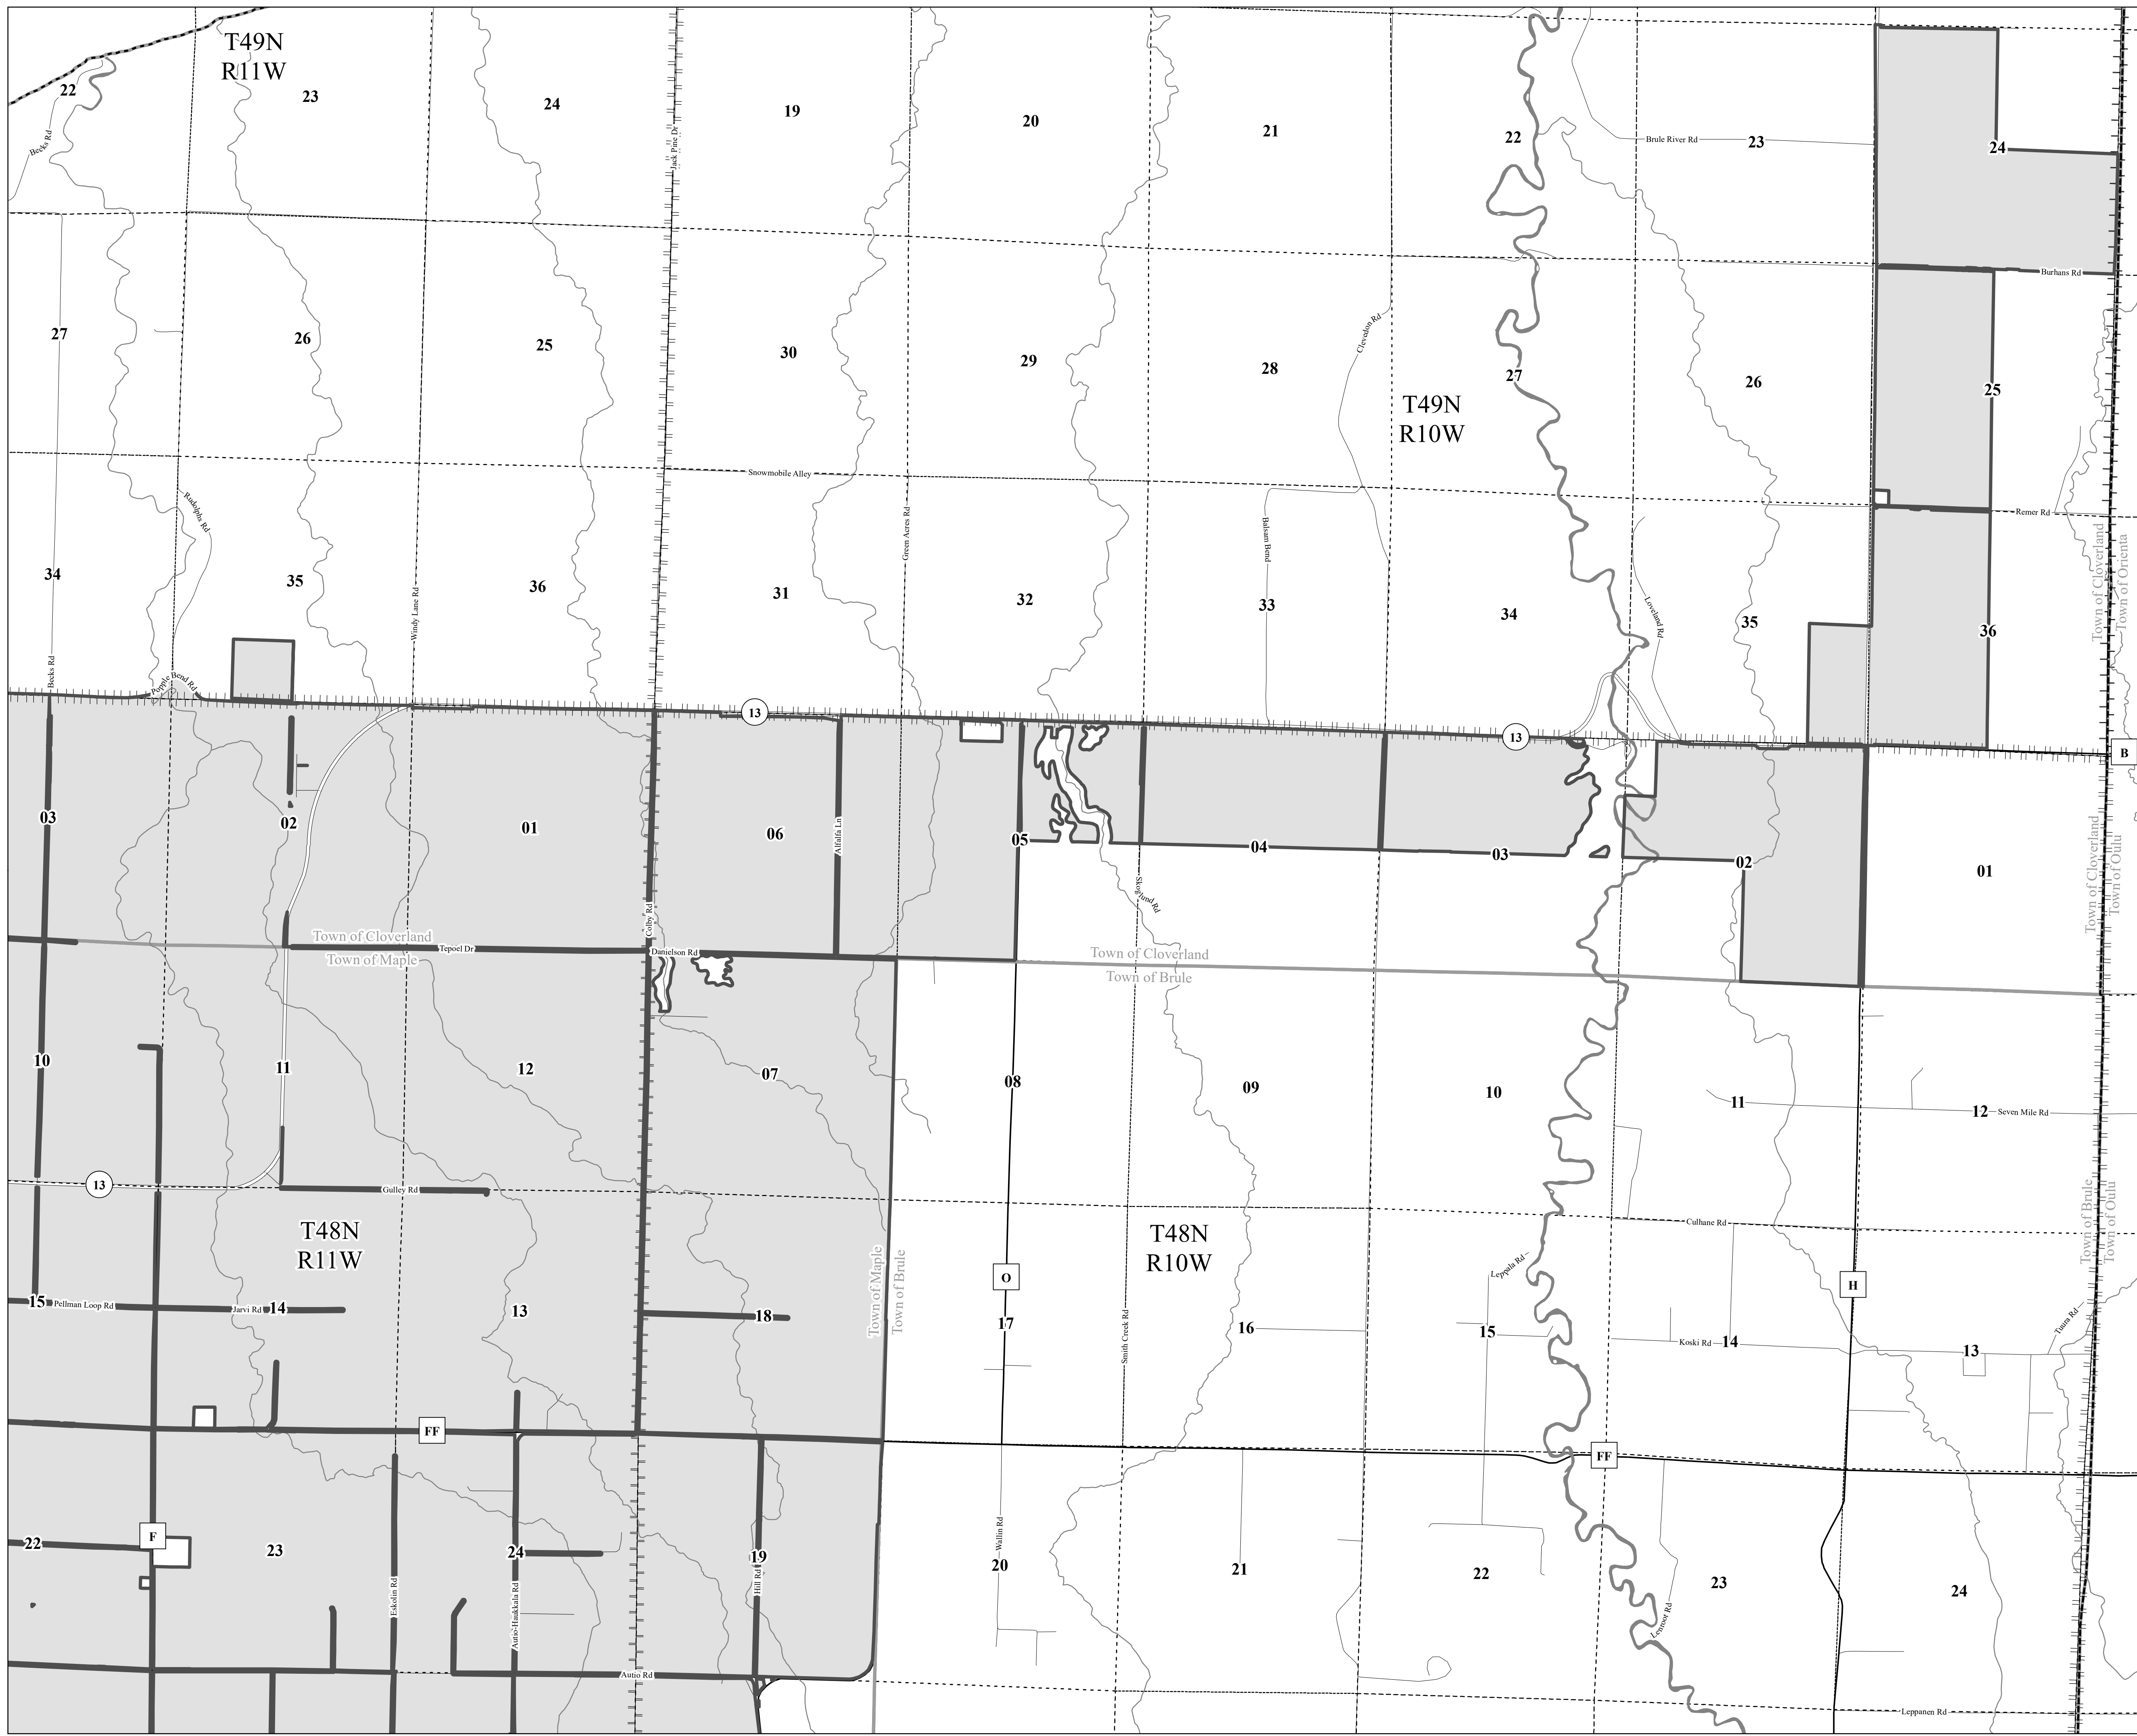 T49N
R11W
22
23
24
19
20
21
22
23
24
Becks Rd
Jack Pine Dr
Brule River Rd
Burhans Rd
27
26
25
30
29
28
27
26
25
Clevedon Rd
T49N
R10W
Snowmobile Alley
Rudolphs Rd
Green Acres Rd
Balsam Bend
Remer Rd
34
35
36
31
32
33
34
35
36
Windy Lane Rd
Loveland Rd
Town of Cloverland
Town of Orienta
Becks Rd
Popple Bend Rd
13
13
B
03
02
01
06
05
04
03
02
01
Alfalfa Ln
Skoglund Rd
Town of Cloverland
Town of Oulu
Colby Rd
Town of Cloverland
Tepoel Dr
Danielson Rd
Town of Maple
Town of Cloverland
Town of Brule
10
11
12
07
08
09
10
11
12
Seven Mile Rd
13
Gulley Rd
T48N
R11W
T48N
R10W
Culhane Rd
Town of Brule
Town of Oulu
Town of Maple
Town of Brule
O
Leppala Rd
H
15
Pellman Loop Rd
Jarvi Rd
14
13
18
17
16
15
Koski Rd
14
13
Smith Creek Rd
Tuura Rd
FF
FF
F
22
23
24
19
20
21
22
23
24
Wallin Rd
Eskolin Rd
Autio-Haukkala Rd
Hill Rd
Lennoor Rd
Autio Rd
Leppanen Rd